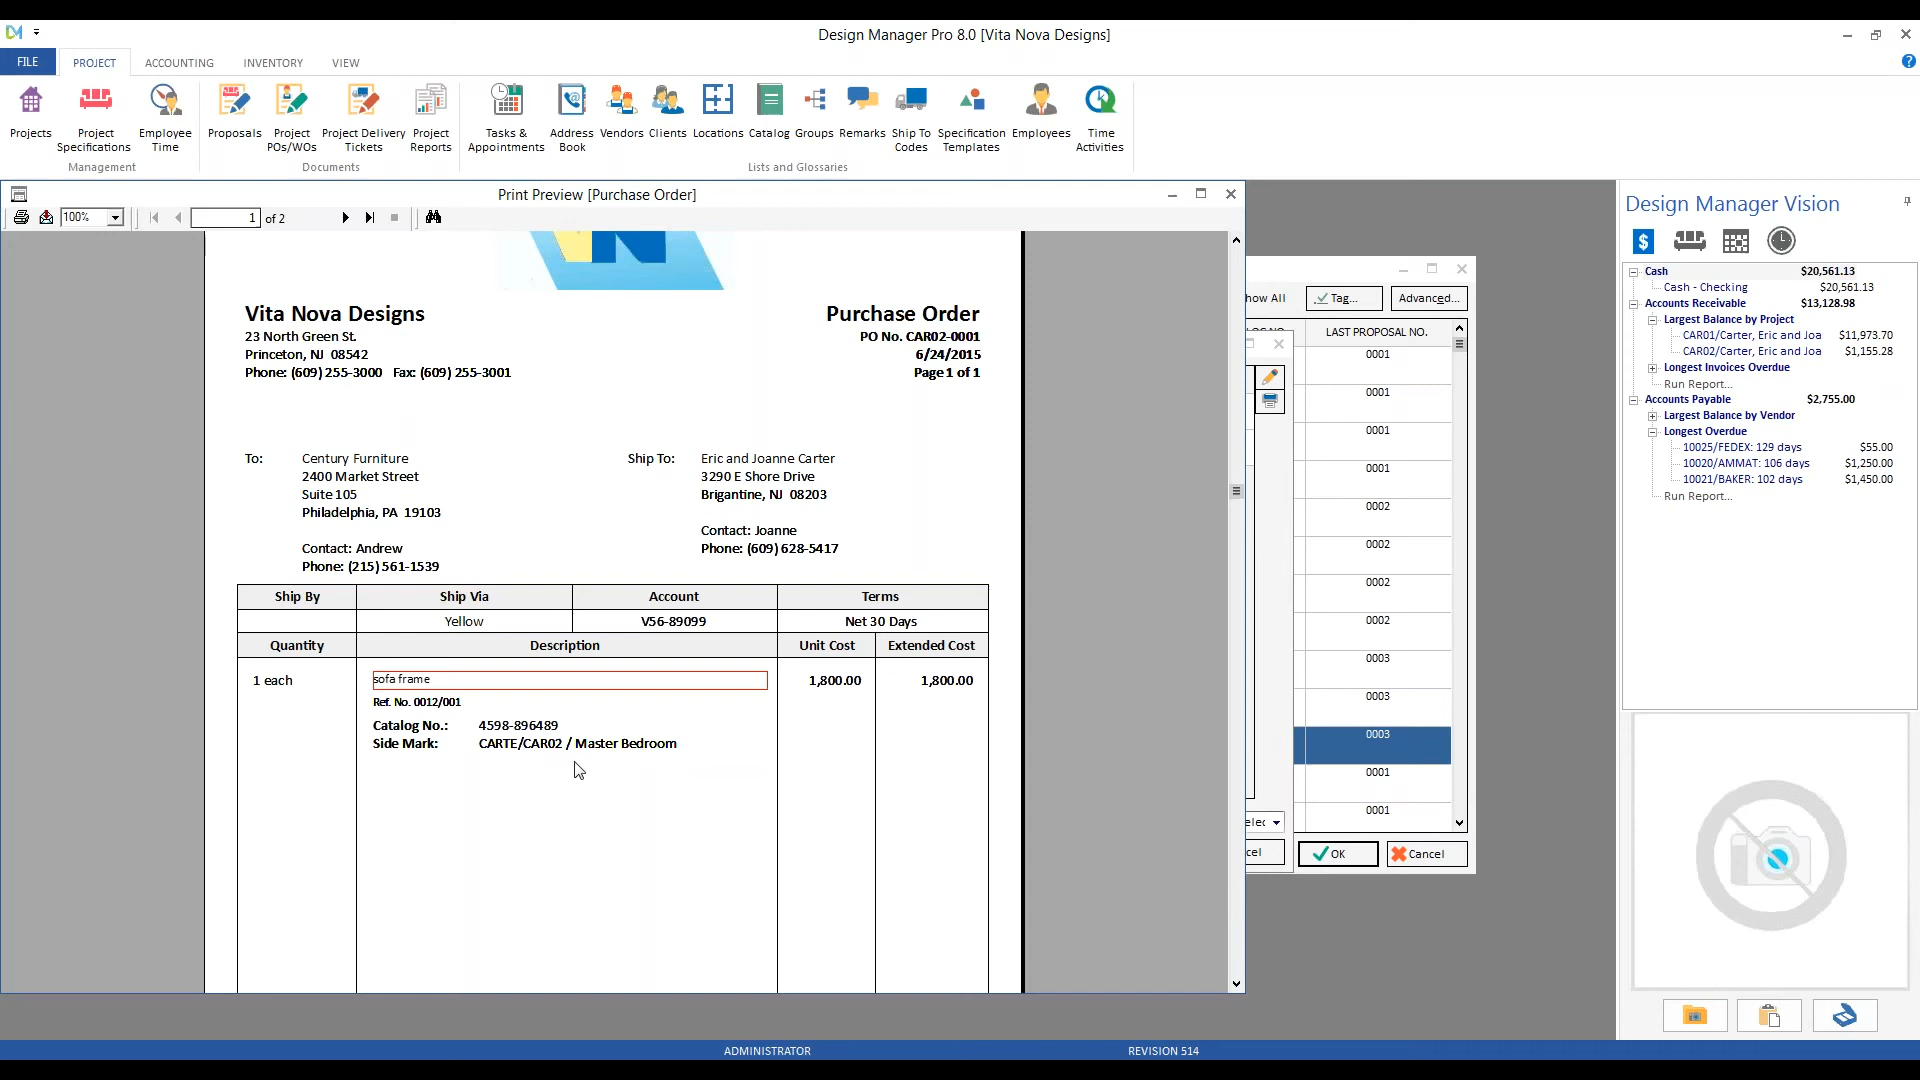 Design Manager Pro 8.0 [Vita Nova Designs]
FILE
PROJECT
ACCOUNTING
INVENTORY
VIEW
Projects
Project Specifications
Employee Time
Proposals
Project POs/WOs
Project Delivery Tickets
Project Reports
Tasks & Appointments
Address Book
Vendors
Clients
Locations
Catalog
Groups
Remarks
Ship To Codes
Specification Templates
Employees
Time Activities
Management
Documents
Lists and Glossaries
Print Preview [Purchase Order]
100%
1 of 2
VN
Vita Nova Designs
23 North Green St.
Princeton, NJ 08542
Phone: (609) 255-3000 Fax: (609) 255-3001
Purchase Order
PO No. CAR02-0001
6/24/2015
Page 1 of 1
To:
Century Furniture
2400 Market Street
Suite 105
Philadelphia, PA 19103
Contact: Andrew
Phone: (215) 561-1539
Ship To:
Eric and Joanne Carter
3290 E Shore Drive
Brigantine, NJ 08203
Contact: Joanne
Phone: (609) 628-5417
Ship By Ship Via Account Terms
Yellow V56-89099 Net 30 Days
Quantity Description Unit Cost Extended Cost
1 each sofa frame 1,800.00 1,800.00
Ref. No. 0012/001
Catalog No.: 4598-896489
Side Mark: CARTE/CAR02 / Master Bedroom
how All
Tag...
Advanced...
LAST PROPOSAL NO.
0001
0001
0001
0001
0002
0002
0002
0002
0003
0003
0003
0001
0001
elec
cel
OK
Cancel
Design Manager Vision
Cash $20,561.13
Cash - Checking $20,561.13
Accounts Receivable $13,128.98
Largest Balance by Project
CAR01/Carter, Eric and Joa $11,973.70
CAR02/Carter, Eric and Joa $1,155.28
Longest Invoices Overdue
Run Report...
Accounts Payable $2,755.00
Largest Balance by Vendor
Longest Overdue
10025/FEDEX: 129 days $55.00
10020/AMMAT: 106 days $1,250.00
10021/BAKER: 102 days $1,450.00
Run Report...
ADMINISTRATOR
REVISION 514